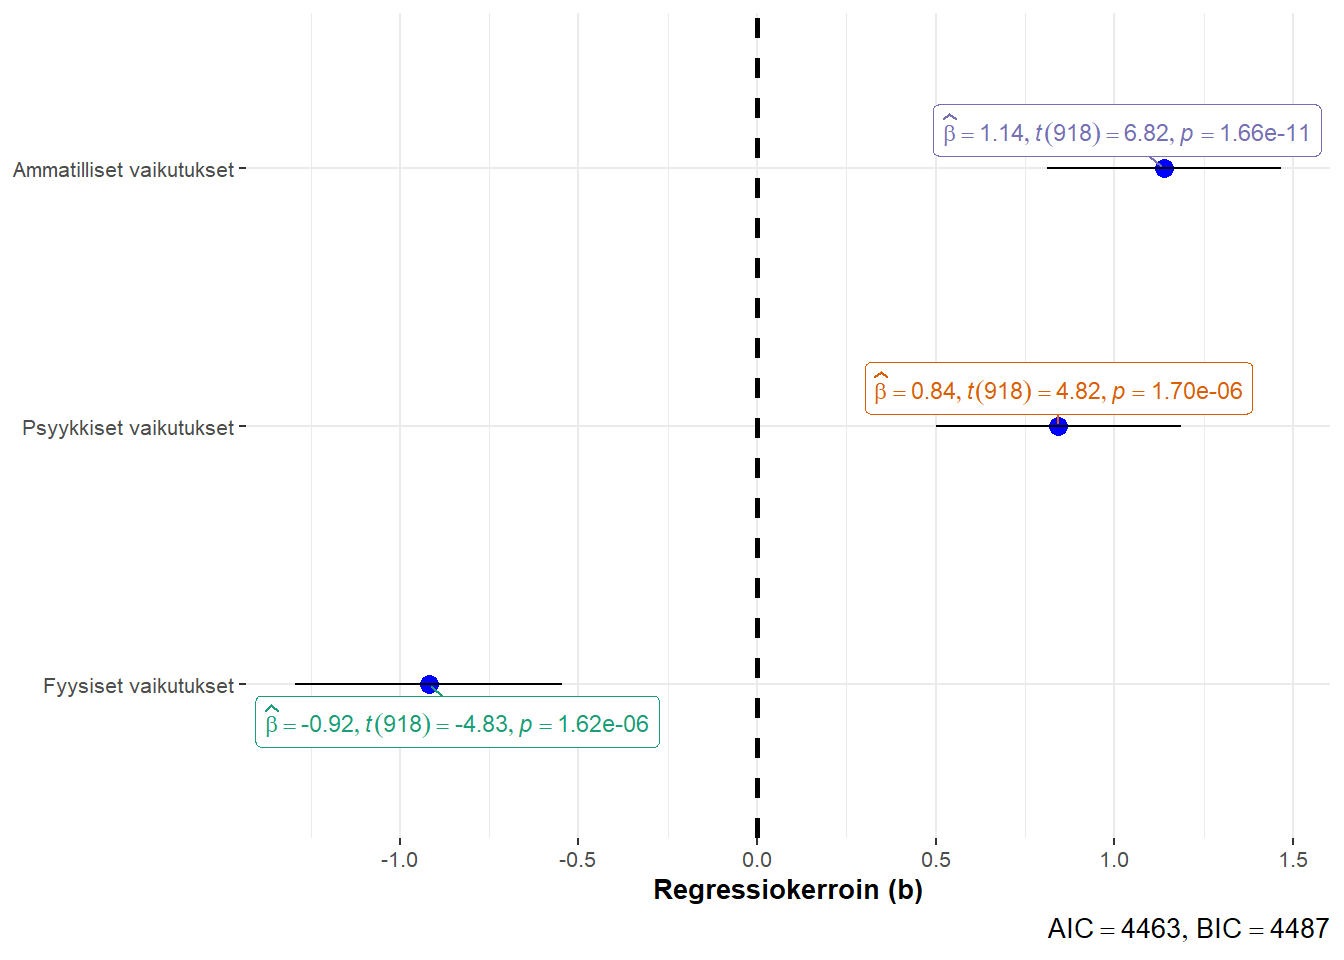 β̂ = 1.14, t(918) = 6.82, p = 1.66e-11
Ammatilliset vaikutukset
β̂ = 0.84, t(918) = 4.82, p = 1.70e-06
Psyykkiset vaikutukset
Fyysiset vaikutukset
β̂ = -0.92, t(918) = -4.83, p = 1.62e-06
-1.0 -0.5 0.0 0.5 1.0 1.5
Regressiokerroin (b)
AIC = 4463, BIC = 4487